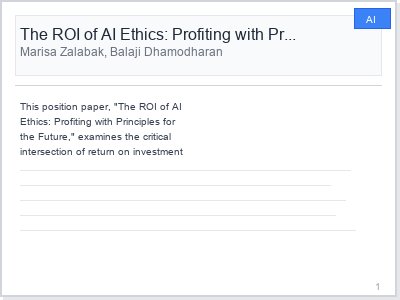 AI
The ROI of AI Ethics: Profiting with Pr...
Marisa Zalabak, Balaji Dhamodharan
This position paper, "The ROI of AI
Ethics: Profiting with Principles for
the Future," examines the critical
intersection of return on investment
1